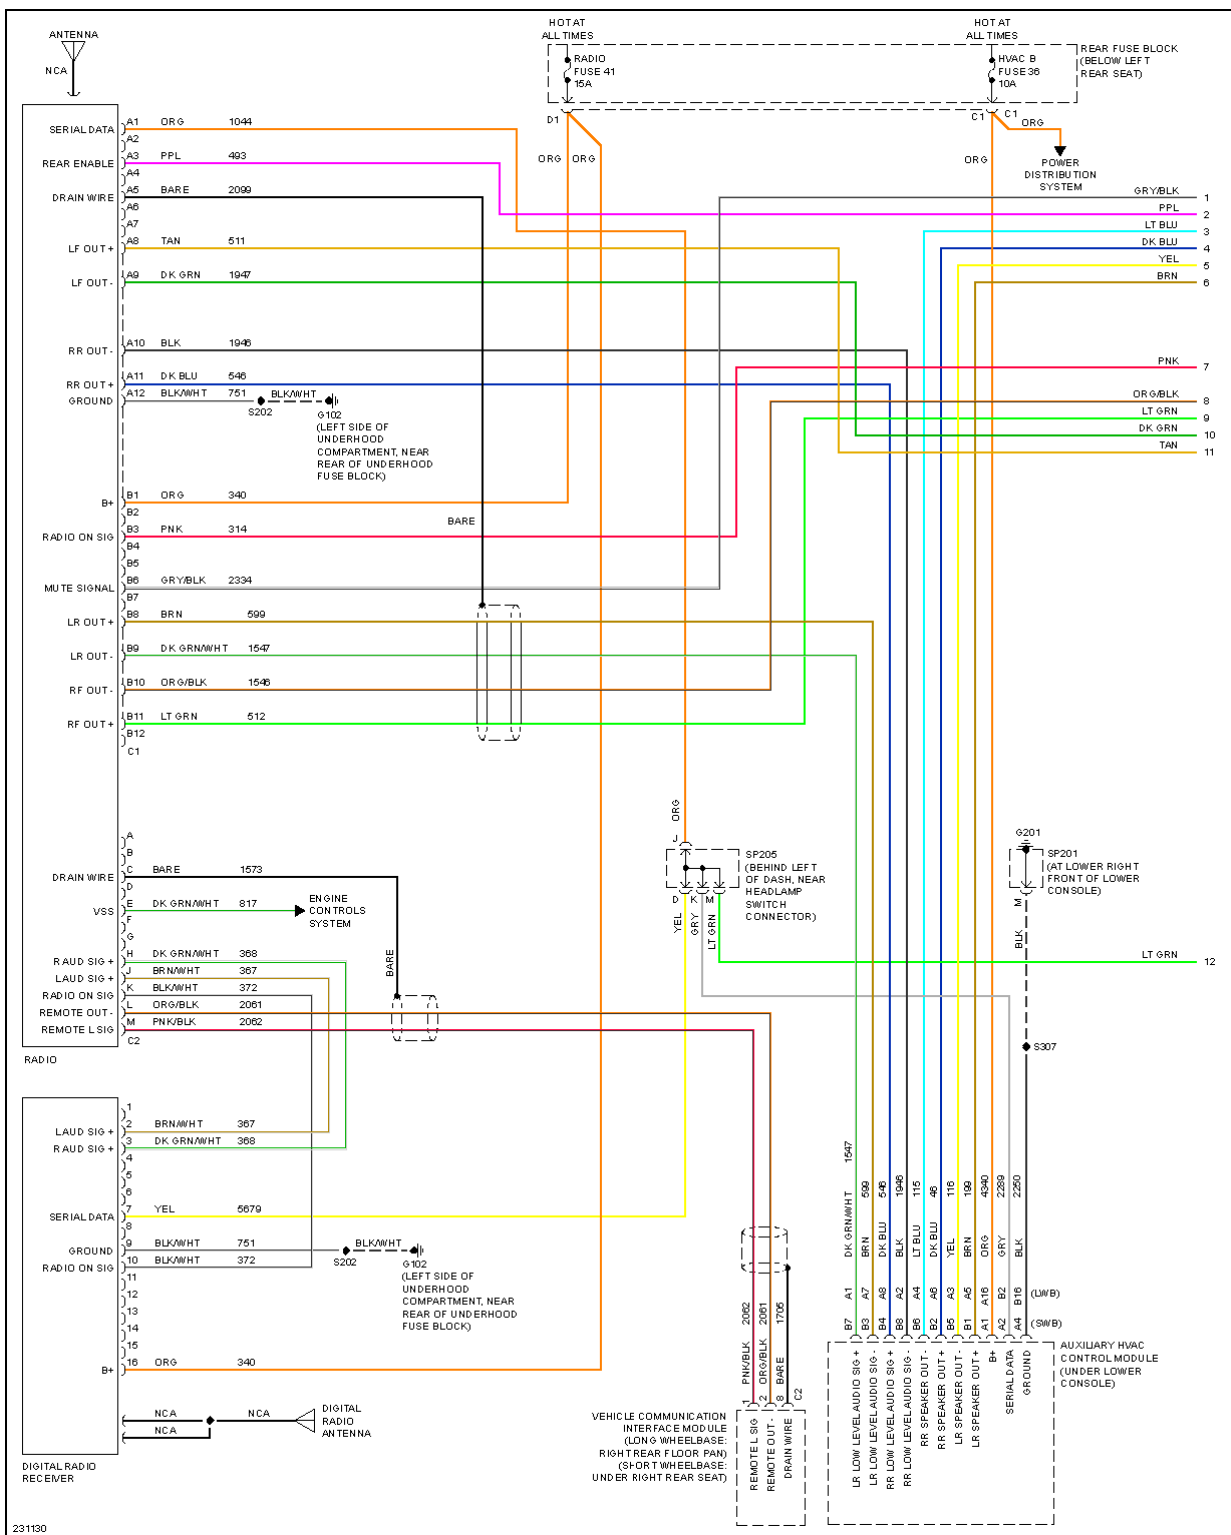 HOT AT
ALL TIMES
HOT AT
ALL TIMES
ANTENNA
NCA
RADIO
FUSE 41
15A
HVAC B
FUSE 36
10A
REAR FUSE BLOCK
(BELOW LEFT
REAR SEAT)
D1
C1
C1
ORG
ORG
ORG
ORG
POWER
DISTRIBUTION
SYSTEM
SERIAL DATA
A1
ORG
1044
A2
REAR ENABLE
A3
PPL
493
A4
DRAIN WIRE
A5
BARE
2099
A6
A7
LF OUT +
A8
TAN
511
LF OUT -
A9
DK GRN
1947
RR OUT -
A10
BLK
1946
RR OUT +
A11
DK BLU
546
GROUND
A12
BLK/WHT
751
BLK/WHT
S202
G102
(LEFT SIDE OF
UNDERHOOD
COMPARTMENT, NEAR
REAR OF UNDERHOOD
FUSE BLOCK)
GRY/BLK
1
PPL
2
LT BLU
3
DK BLU
4
YEL
5
BRN
6
PNK
7
ORG/BLK
8
LT GRN
9
DK GRN
10
TAN
11
B+
B1
ORG
340
B2
BARE
RADIO ON SIG
B3
PNK
314
B4
B5
MUTE SIGNAL
B6
GRY/BLK
2334
B7
LR OUT +
B8
BRN
599
LR OUT -
B9
DK GRN/WHT
1547
RF OUT -
B10
ORG/BLK
1546
RF OUT +
B11
LT GRN
512
B12
C1
A
B
DRAIN WIRE
C
BARE
1573
D
VSS
E
DK GRN/WHT
817
ENGINE
CONTROLS
SYSTEM
F
G
RAUD SIG +
H
DK GRN/WHT
368
LAUD SIG +
J
BRN/WHT
367
RADIO ON SIG
K
BLK/WHT
372
REMOTE OUT -
L
ORG/BLK
2061
REMOTE L SIG
M
PNK/BLK
2062
C2
RADIO
BARE
ORG
J
SP205
(BEHIND LEFT
OF DASH, NEAR
HEADLAMP
SWITCH
CONNECTOR)
D
K
M
YEL
GRY
LT GRN
G201
SP201
(AT LOWER RIGHT
FRONT OF LOWER
CONSOLE)
M
BLK
LT GRN
12
S307
1
LAUD SIG +
2
BRN/WHT
367
RAUD SIG +
3
DK GRN/WHT
368
4
5
6
SERIAL DATA
7
YEL
5679
8
GROUND
9
BLK/WHT
751
BLK/WHT
RADIO ON SIG
10
BLK/WHT
372
S202
G102
(LEFT SIDE OF
UNDERHOOD
COMPARTMENT, NEAR
REAR OF UNDERHOOD
FUSE BLOCK)
11
12
13
14
15
B+
16
ORG
340
NCA
NCA
NCA
DIGITAL
RADIO
ANTENNA
DIGITAL RADIO
RECEIVER
2062
2061
1705
PNK/BLK
ORG/BLK
BARE
1
2
8
C2
VEHICLE COMMUNICATION
INTERFACE MODULE
(LONG WHEELBASE:
RIGHT REAR FLOOR PAN)
(SHORT WHEELBASE:
UNDER RIGHT REAR SEAT)
REMOTE L SIG
REMOTE OUT -
DRAIN WIRE
1547
599
546
1946
115
46
116
199
4340
2289
2250
DK GRN/WHT
BRN
DK BLU
BLK
LT BLU
DK BLU
YEL
BRN
ORG
GRY
BLK
A1
A7
A8
A2
A4
A6
A3
A5
A16
B2
B16
(LWB)
B7
B3
B4
B8
B6
B2
B5
B1
A1
A2
A4
(SWB)
AUXILIARY HVAC
CONTROL MODULE
(UNDER LOWER
CONSOLE)
LR LOW LEVEL AUDIO SIG +
LR LOW LEVEL AUDIO SIG -
RR LOW LEVEL AUDIO SIG +
RR LOW LEVEL AUDIO SIG -
RR SPEAKER OUT -
RR SPEAKER OUT +
LR SPEAKER OUT -
LR SPEAKER OUT +
B+
SERIAL DATA
GROUND
231130